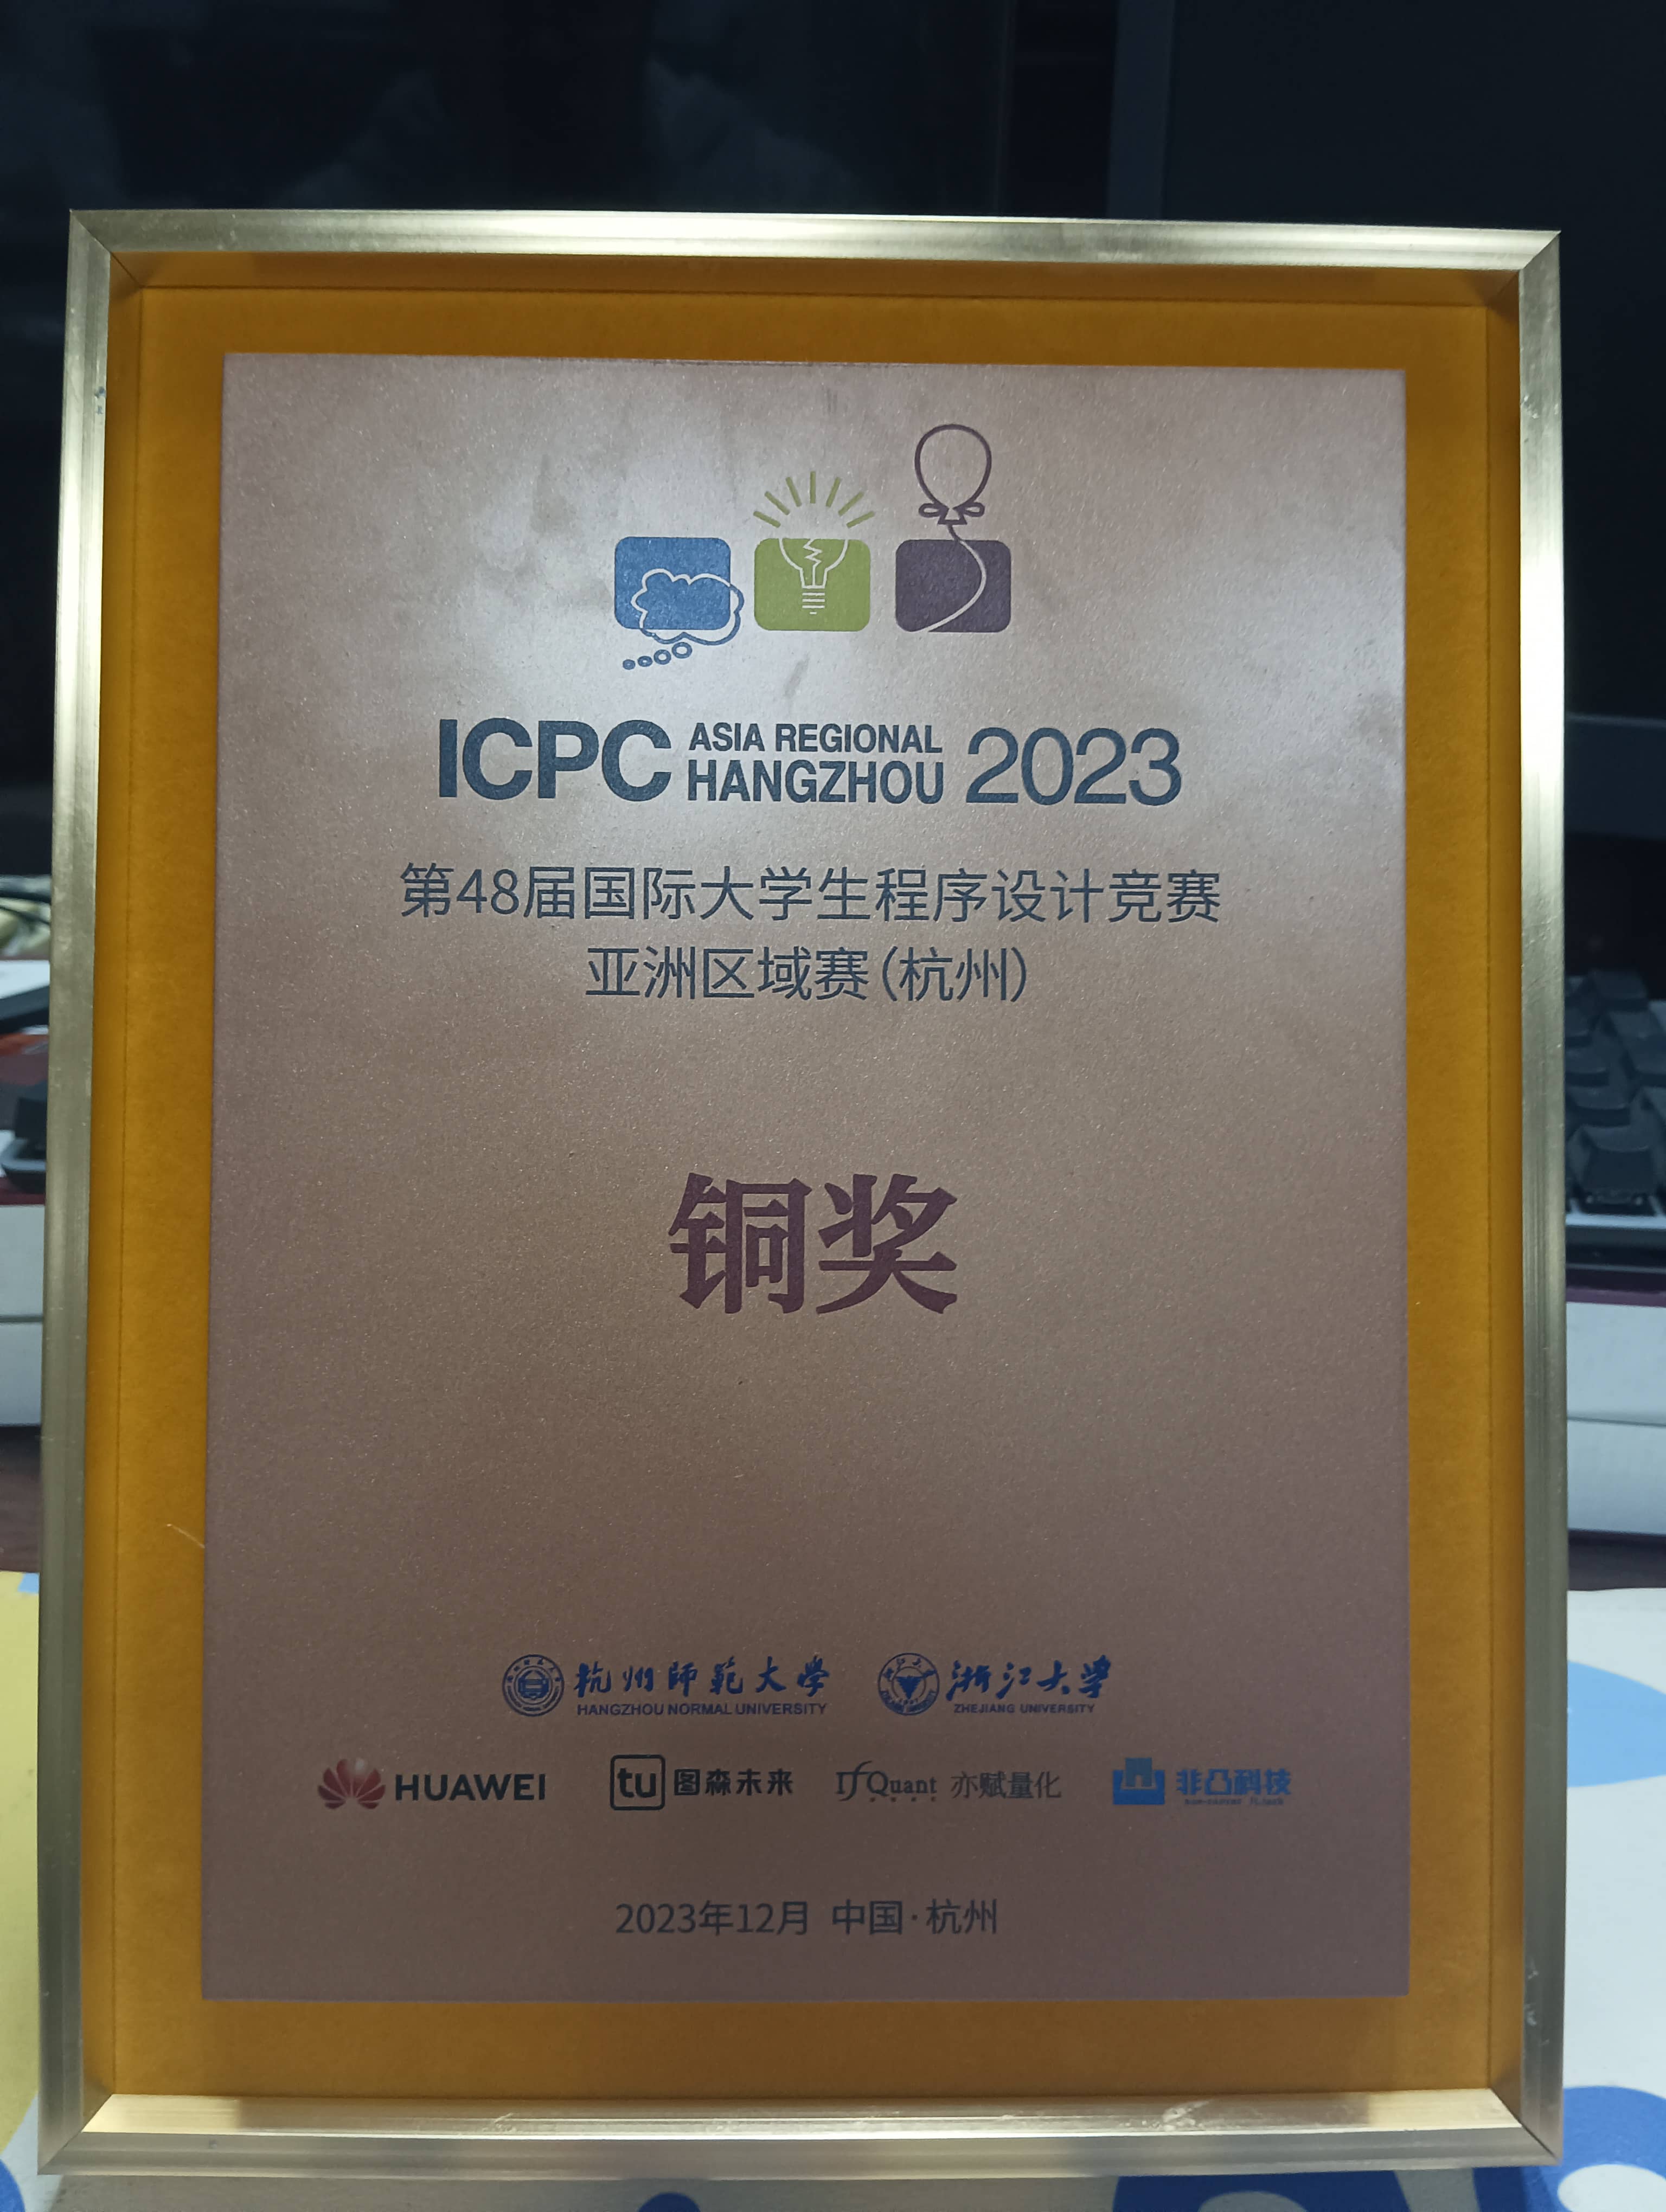 ICPC ASIA REGIONAL HANGZHOU 2023
第48届国际大学生程序设计竞赛
亚洲区域赛(杭州)
铜奖
杭州师范大学 浙江大学
HANGZHOU NORMAL UNIVERSITY ZHEJIANG UNIVERSITY
HUAWEI tu 图森未来 IfQuant 亦赋量化 非凸科技
2023年12月 中国·杭州